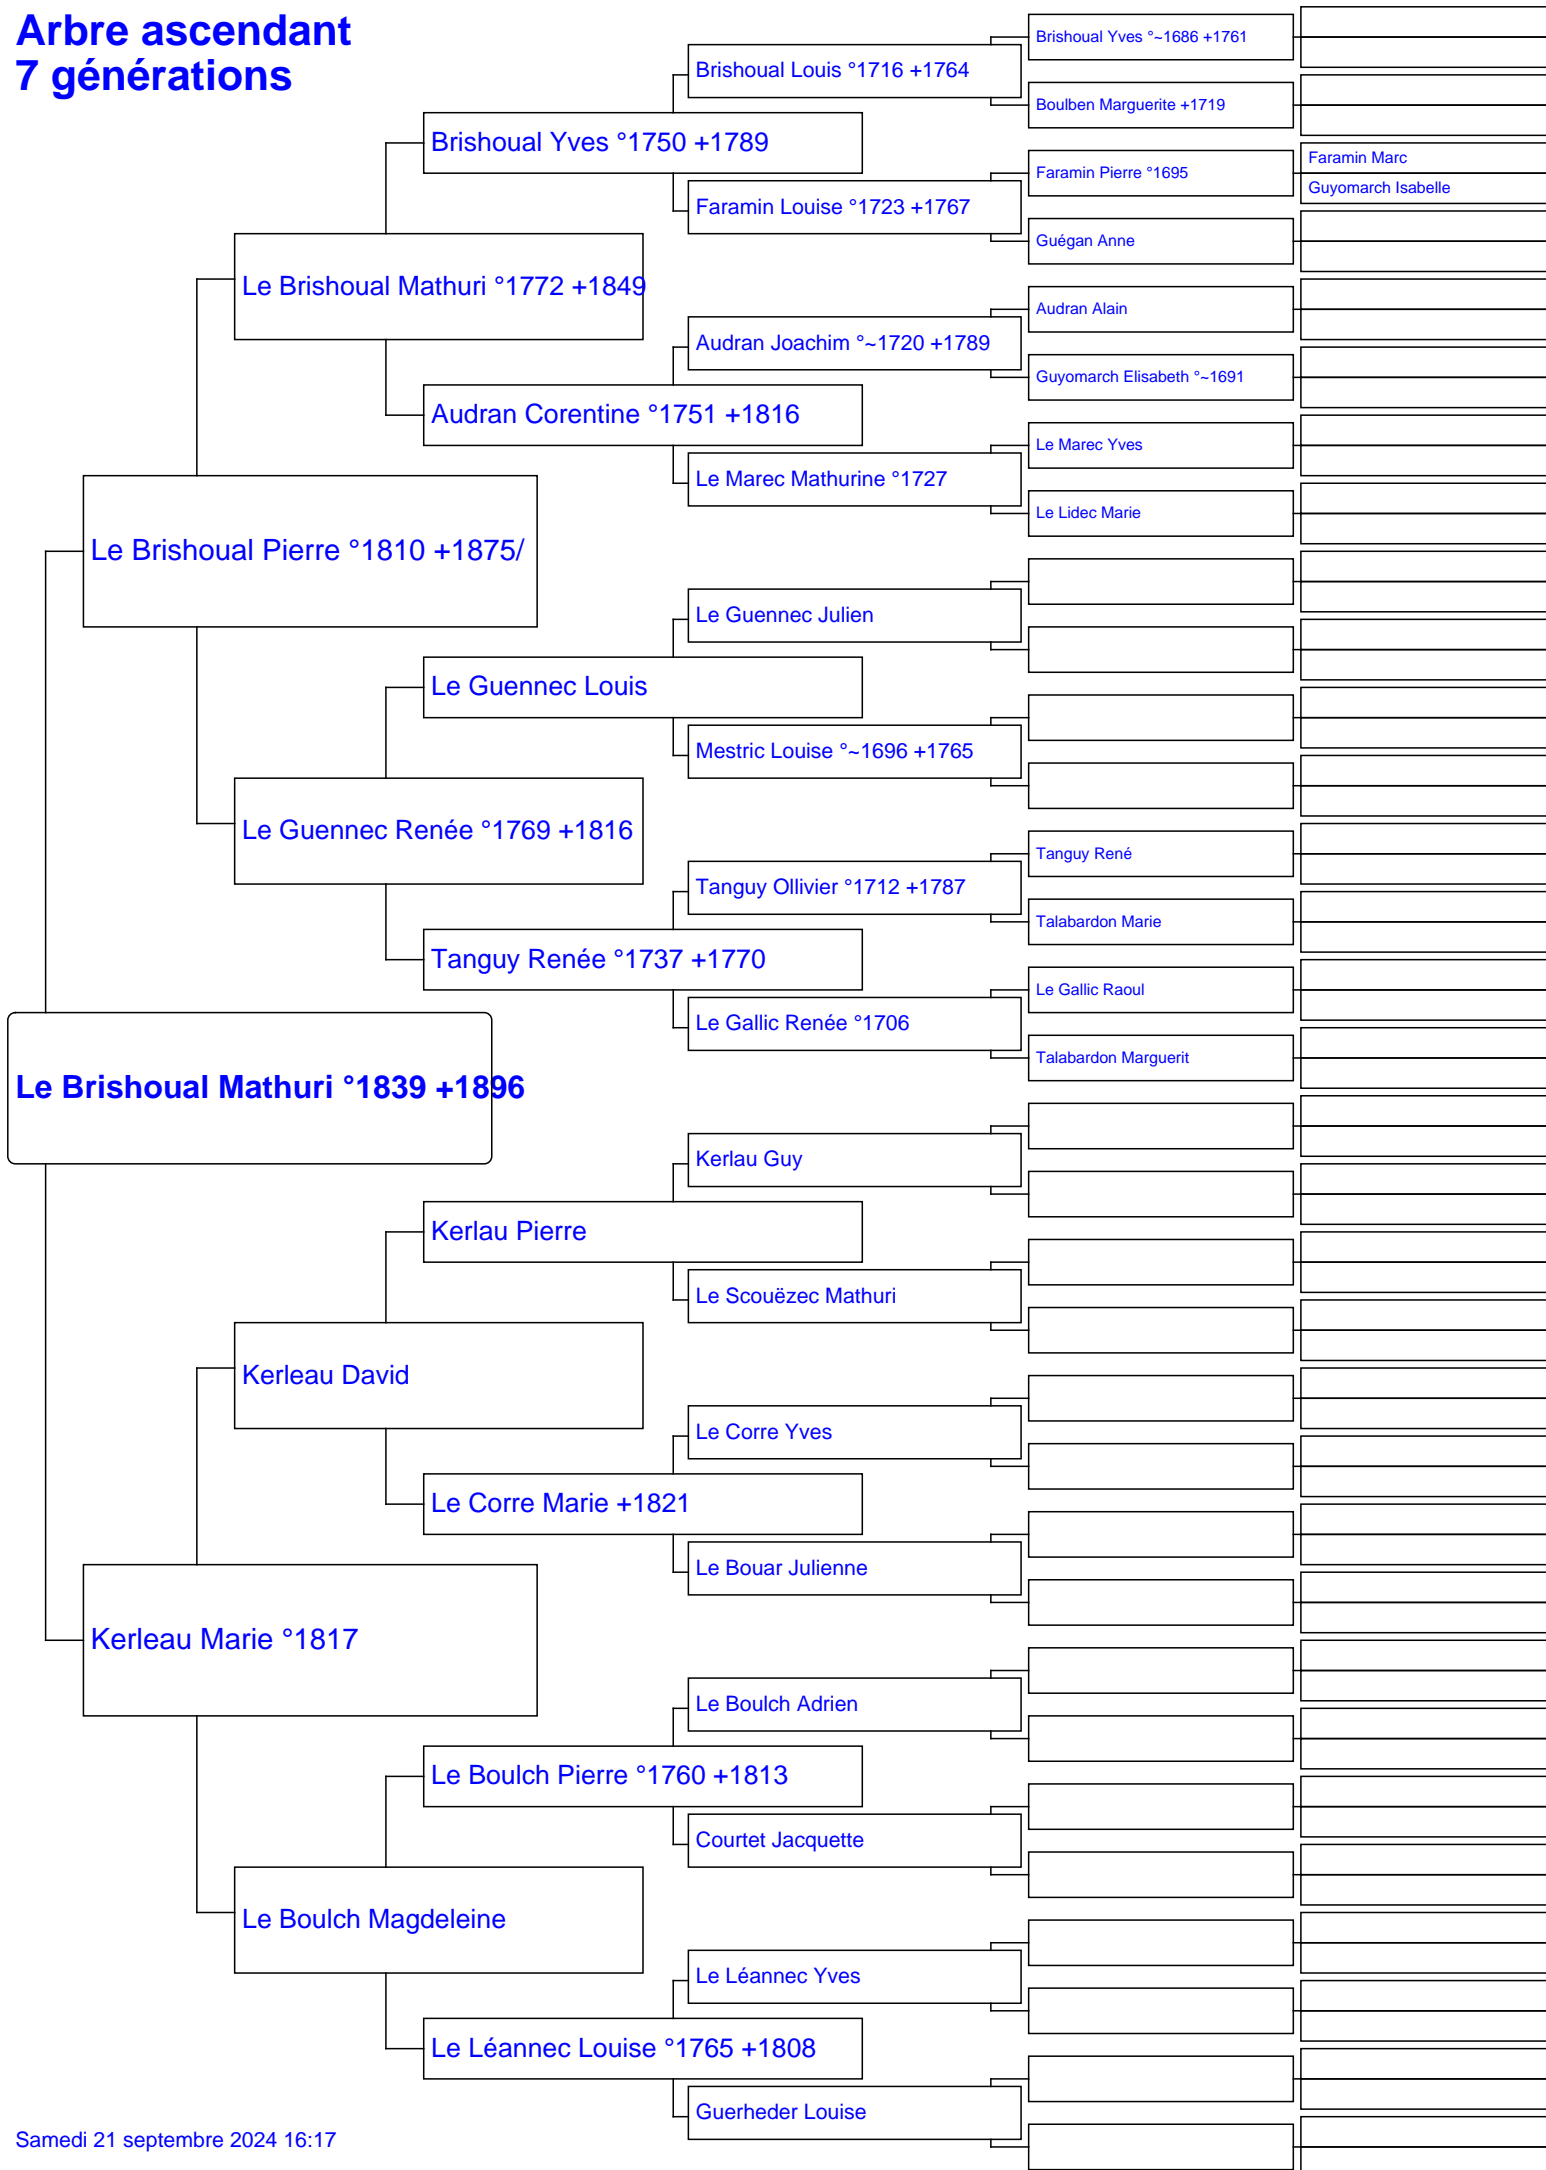 Arbre ascendant
7 générations
Brishoual Yves °~1686 +1761
Brishoual Louis °1716 +1764
Boulben Marguerite +1719
Brishoual Yves °1750 +1789
Faramin Marc
Faramin Pierre °1695
Guyomarch Isabelle
Faramin Louise °1723 +1767
Guégan Anne
Le Brishoual Mathuri °1772 +1849
Audran Alain
Audran Joachim °~1720 +1789
Guyomarch Elisabeth °~1691
Audran Corentine °1751 +1816
Le Marec Yves
Le Marec Mathurine °1727
Le Lidec Marie
Le Brishoual Pierre °1810 +1875/
Le Guennec Julien
Le Guennec Louis
Mestric Louise °~1696 +1765
Le Guennec Renée °1769 +1816
Tanguy René
Tanguy Ollivier °1712 +1787
Talabardon Marie
Tanguy Renée °1737 +1770
Le Gallic Raoul
Le Gallic Renée °1706
Talabardon Marguerit
Le Brishoual Mathuri °1839 +1896
Kerlau Guy
Kerlau Pierre
Le Scouëzec Mathuri
Kerleau David
Le Corre Yves
Le Corre Marie +1821
Le Bouar Julienne
Kerleau Marie °1817
Le Boulch Adrien
Le Boulch Pierre °1760 +1813
Courtet Jacquette
Le Boulch Magdeleine
Le Léannec Yves
Le Léannec Louise °1765 +1808
Guerheder Louise
Samedi 21 septembre 2024 16:17